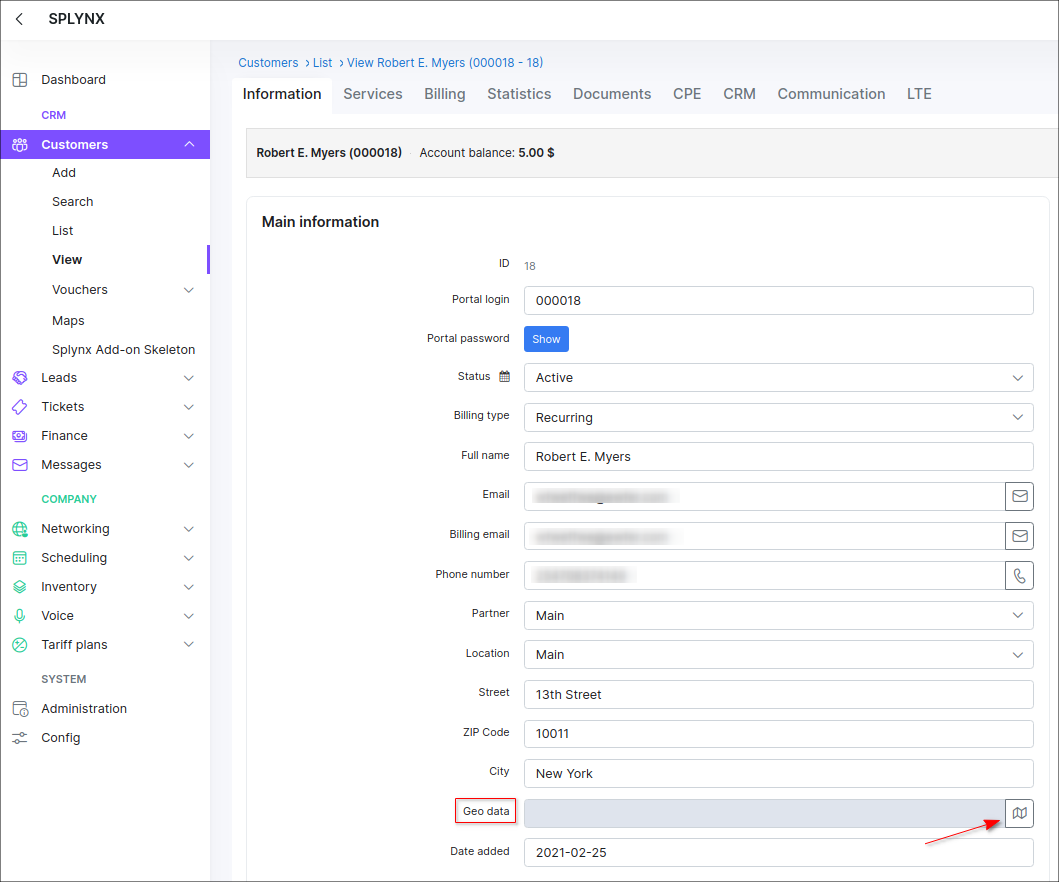 SPLYNX
Dashboard
CRM
Customers
Add
Search
List
View
Vouchers
Maps
Splynx Add-on Skeleton
Leads
Tickets
Finance
Messages
COMPANY
Networking
Scheduling
Inventory
Voice
Tariff plans
SYSTEM
Administration
Config
Customers › List › View Robert E. Myers (000018 - 18)
Information Services Billing Statistics Documents CPE CRM Communication LTE
Robert E. Myers (000018) Account balance: 5.00 $
Main information
ID 18
Portal login 000018
Portal password Show
Status Active
Billing type Recurring
Full name Robert E. Myers
Email
Billing email
Phone number
Partner Main
Location Main
Street 13th Street
ZIP Code 10011
City New York
Geo data
Date added 2021-02-25